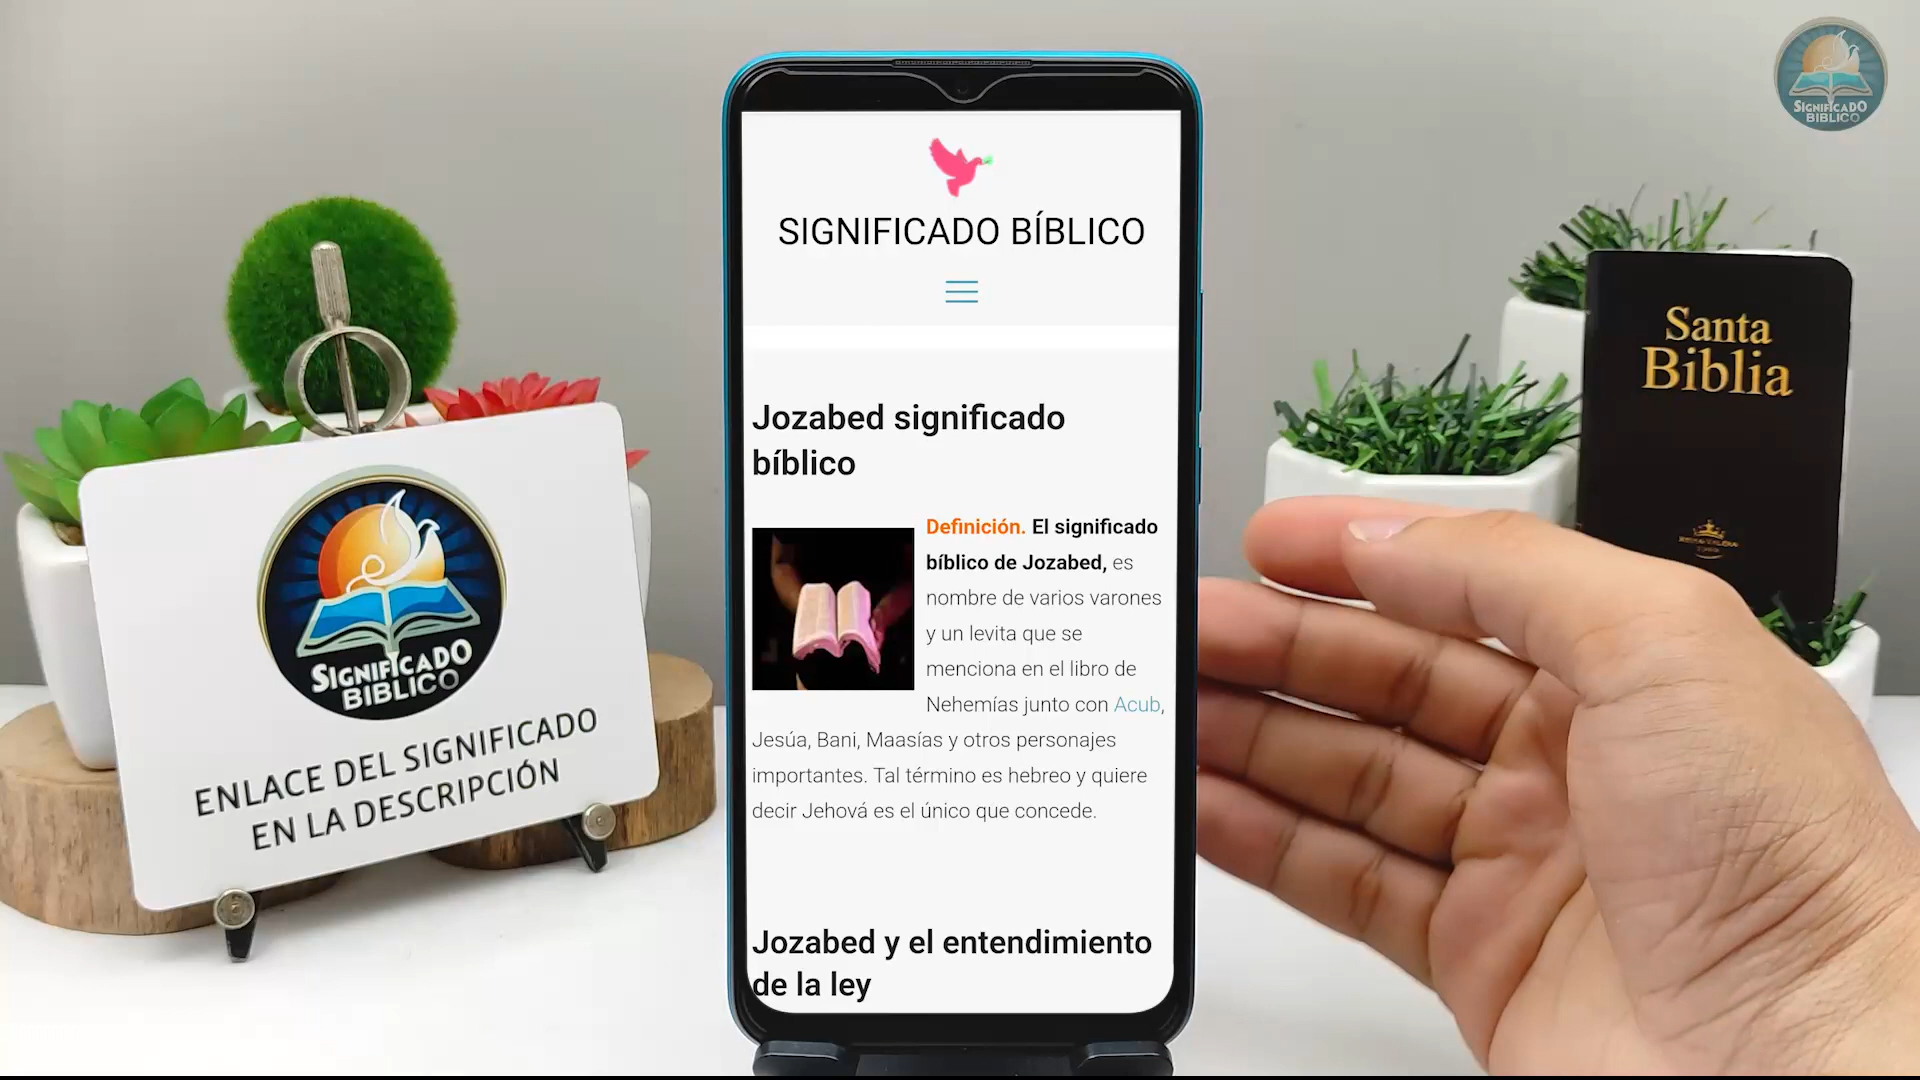 SIGNIFICADO
BIBLICO
SIGNIFICADO BÍBLICO
Jozabed significado
bíblico
Definición. El significado
bíblico de Jozabed, es
nombre de varios varones
y un levita que se
menciona en el libro de
Nehemías junto con Acub,
Jesúa, Bani, Maasías y otros personajes
importantes. Tal término es hebreo y quiere
decir Jehová es el único que concede.
Jozabed y el entendimiento
de la ley
SIGNIFICADO
BIBLICO
ENLACE DEL SIGNIFICADO
EN LA DESCRIPCIÓN
Santa
Biblia
REINA-VALERA